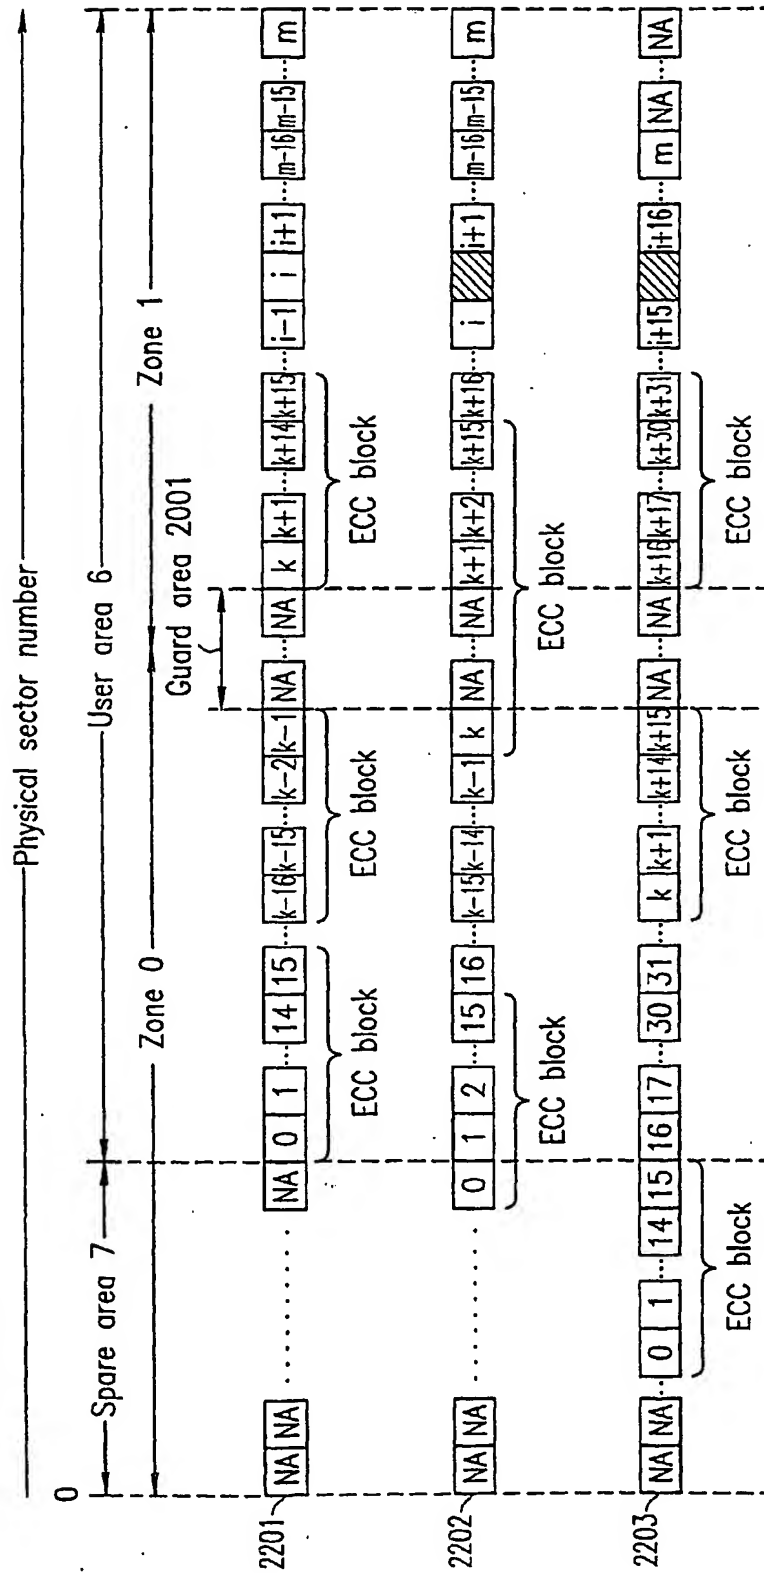 Physical sector number
0
Spare area 7
User area 6
Zone 0
Zone 1
Guard area 2001
2201
NA NA ........ NA 0 1 ... 14 15 ... k-16 k-15 ... k-2 k-1 NA ... NA k k+1 ... k+14 k+15 ... i-1 i i+1 ... m-16 m-15 ... m
ECC block
ECC block
ECC block
2202
NA NA ........ 0 1 2 ... 15 16 ... k-15 k-14 ... k-1 k NA ... NA k+1 k+2 ... k+15 k+16 ... i i+1 ... m-16 m-15 ... m
ECC block
ECC block
2203
NA NA ... 0 1 ... 14 15 16 17 ... 30 31 ... k k+1 ... k+14 k+15 NA ... NA k+16 k+17 ... k+30 k+31 ... i+15 i+16 ... m NA ... NA
ECC block
ECC block
ECC block